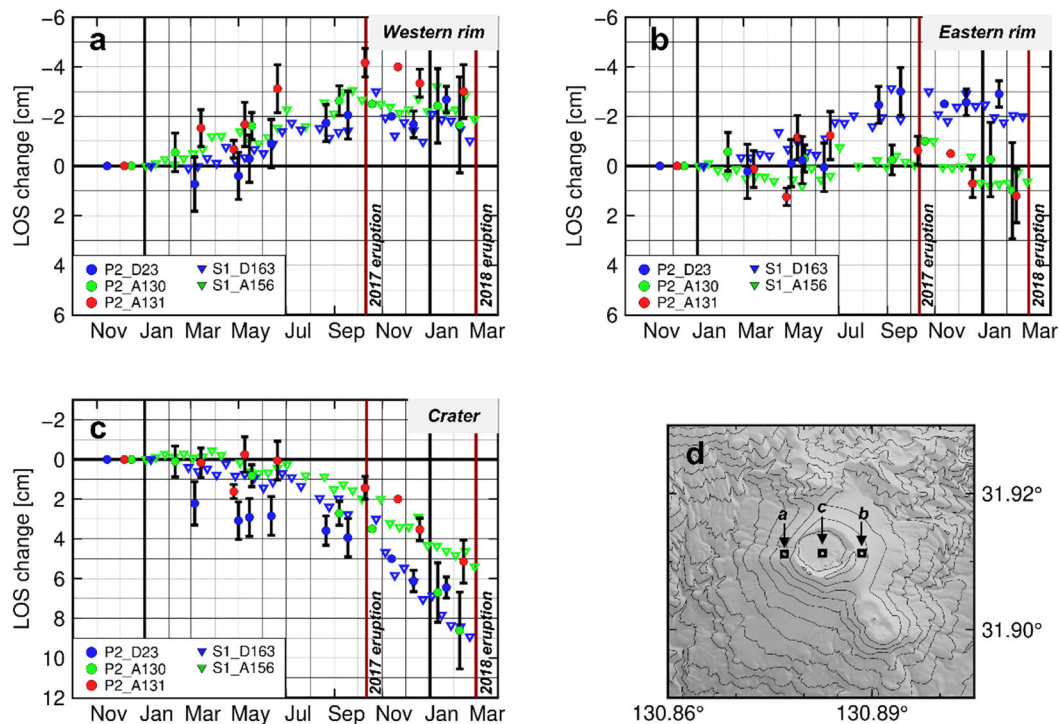 a
Western rim
−6
−4
−2
0
2
4
6
LOS change [cm]
P2_D23
P2_A130
P2_A131
S1_D163
S1_A156
2017 eruption
2018 eruption
Nov Jan Mar May Jul Sep Nov Jan Mar
b
Eastern rim
−6
−4
−2
0
2
4
6
LOS change [cm]
P2_D23
P2_A130
P2_A131
S1_D163
S1_A156
2017 eruption
2018 eruption
Nov Jan Mar May Jul Sep Nov Jan Mar
c
Crater
−2
0
2
4
6
8
10
12
LOS change [cm]
P2_D23
P2_A130
P2_A131
S1_D163
S1_A156
2017 eruption
2018 eruption
Nov Jan Mar May Jul Sep Nov Jan Mar
d
a c b
31.92°
31.90°
130.86° 130.89°